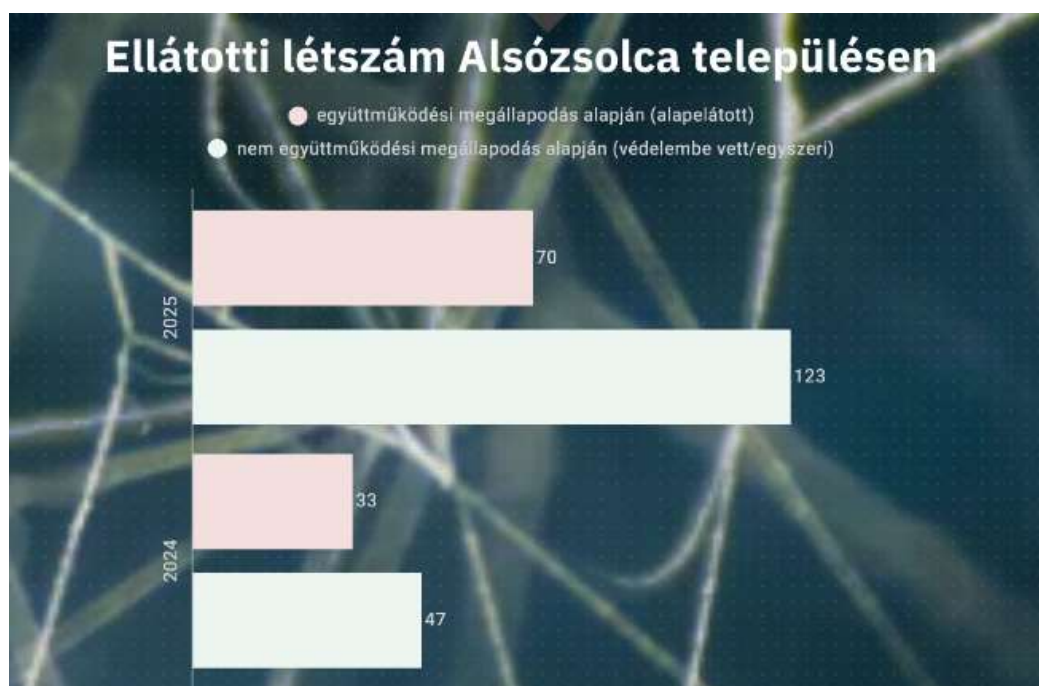 Ellátotti létszám Alsózsolca településen
együttműködési megállapodás alapján (alapelátott)
nem együttműködési megállapodás alapján (védelembe vett/egyszeri)
70
2025
123
33
2024
47